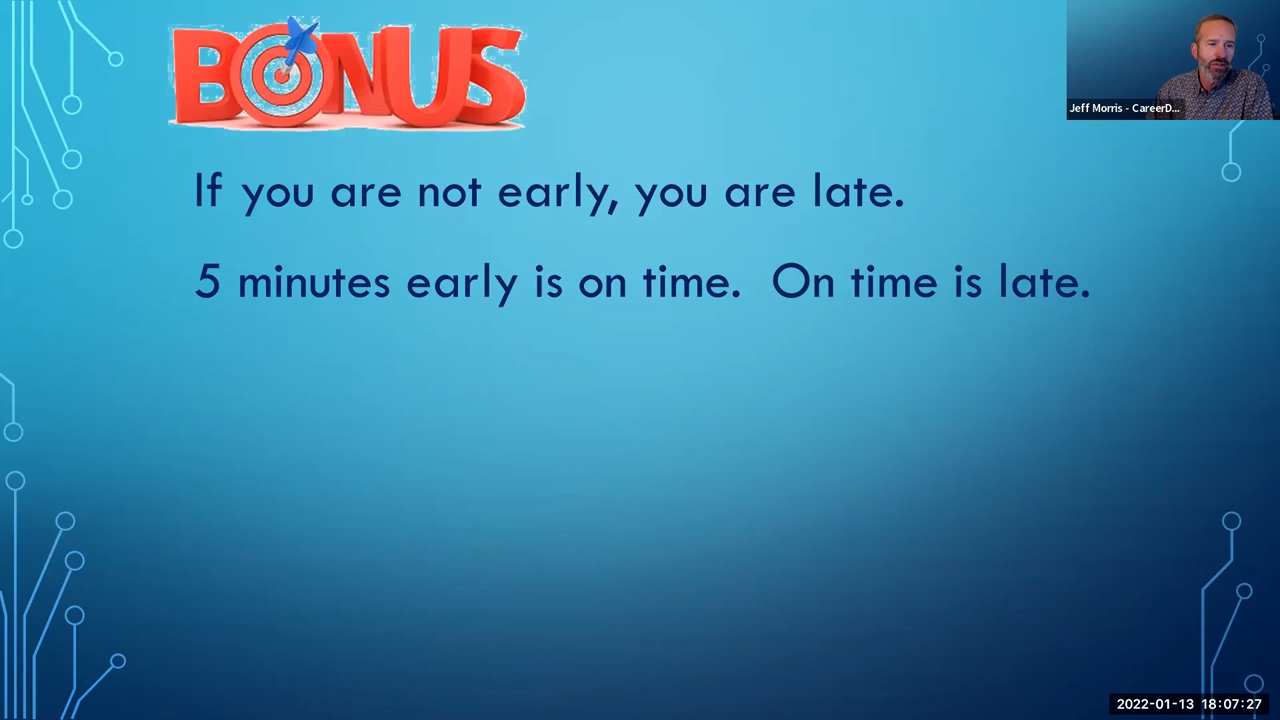 BONUS
Jeff Morris - CareerD...
If you are not early, you are late.
5 minutes early is on time.  On time is late.
2022-01-13 18:07:27